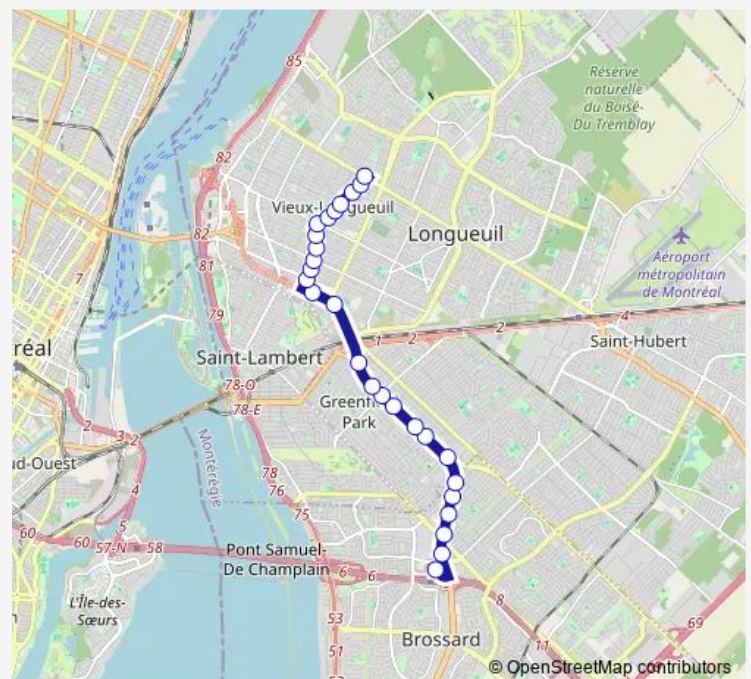 85
Réserve
naturelle
du Boisé-
Du Tremblay
82
Vieux-Longueuil
Longueuil
82
81
7
Aéroport
métropolitain
de Montréal
79
4
1
2
2
Saint-Hubert
Saint-Lambert
réal
78-O
78-E
Greenfield
Park
2
3
2
ud-Ouest
Montérégie
78
76
4
75
5
60
60
57-N
58
Pont Samuel-
De Champlain
6
6
8
L'Île-des-
Sœurs
53
69
Brossard
11
51
53
© OpenStreetMap contributors